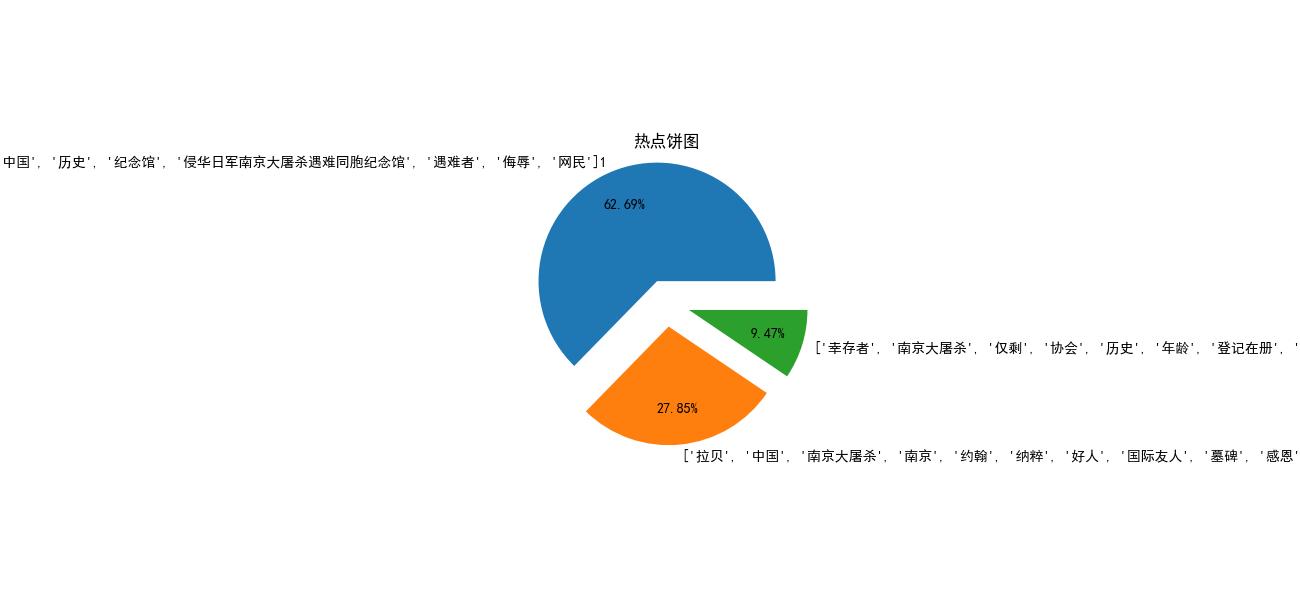 热点饼图
中国', '历史', '纪念馆', '侵华日军南京大屠杀遇难同胞纪念馆', '遇难者', '侮辱', '网民']1
62.69%
9.47%
['幸存者', '南京大屠杀', '仅剩', '协会', '历史', '年龄', '登记在册', '
27.85%
['拉贝', '中国', '南京大屠杀', '南京', '约翰', '纳粹', '好人', '国际友人', '墓碑', '感恩'